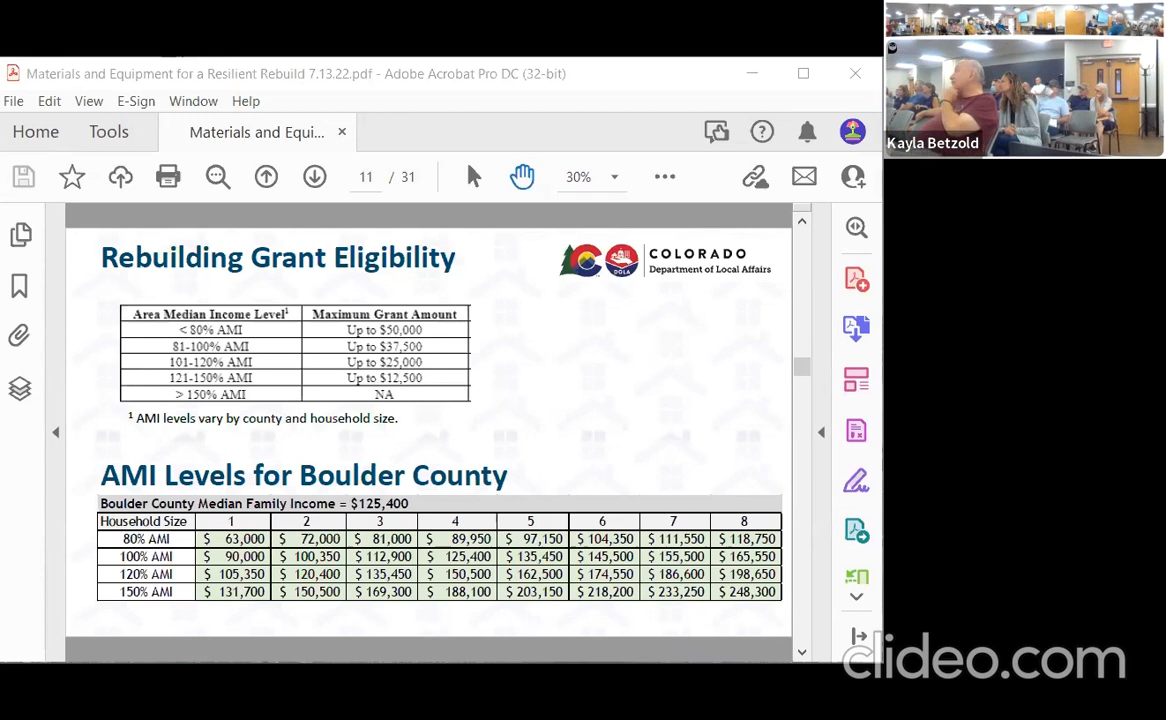 Materials and Equipment for a Resilient Rebuild 7.13.22.pdf - Adobe Acrobat Pro DC (32-bit)
File Edit View E-Sign Window Help
Home Tools Materials and Equi...
11 / 31 30%
Kayla Betzold
Rebuilding Grant Eligibility
COLORADO
Department of Local Affairs
DOLA
Area Median Income Level1 Maximum Grant Amount
< 80% AMI Up to $50,000
81-100% AMI Up to $37,500
101-120% AMI Up to $25,000
121-150% AMI Up to $12,500
> 150% AMI NA
1 AMI levels vary by county and household size.
AMI Levels for Boulder County
Boulder County Median Family Income = $125,400
Household Size 1 2 3 4 5 6 7 8
80% AMI $ 63,000 $ 72,000 $ 81,000 $ 89,950 $ 97,150 $ 104,350 $ 111,550 $ 118,750
100% AMI $ 90,000 $ 100,350 $ 112,900 $ 125,400 $ 135,450 $ 145,500 $ 155,500 $ 165,550
120% AMI $ 105,350 $ 120,400 $ 135,450 $ 150,500 $ 162,500 $ 174,550 $ 186,600 $ 198,650
150% AMI $ 131,700 $ 150,500 $ 169,300 $ 188,100 $ 203,150 $ 218,200 $ 233,250 $ 248,300
clideo.com